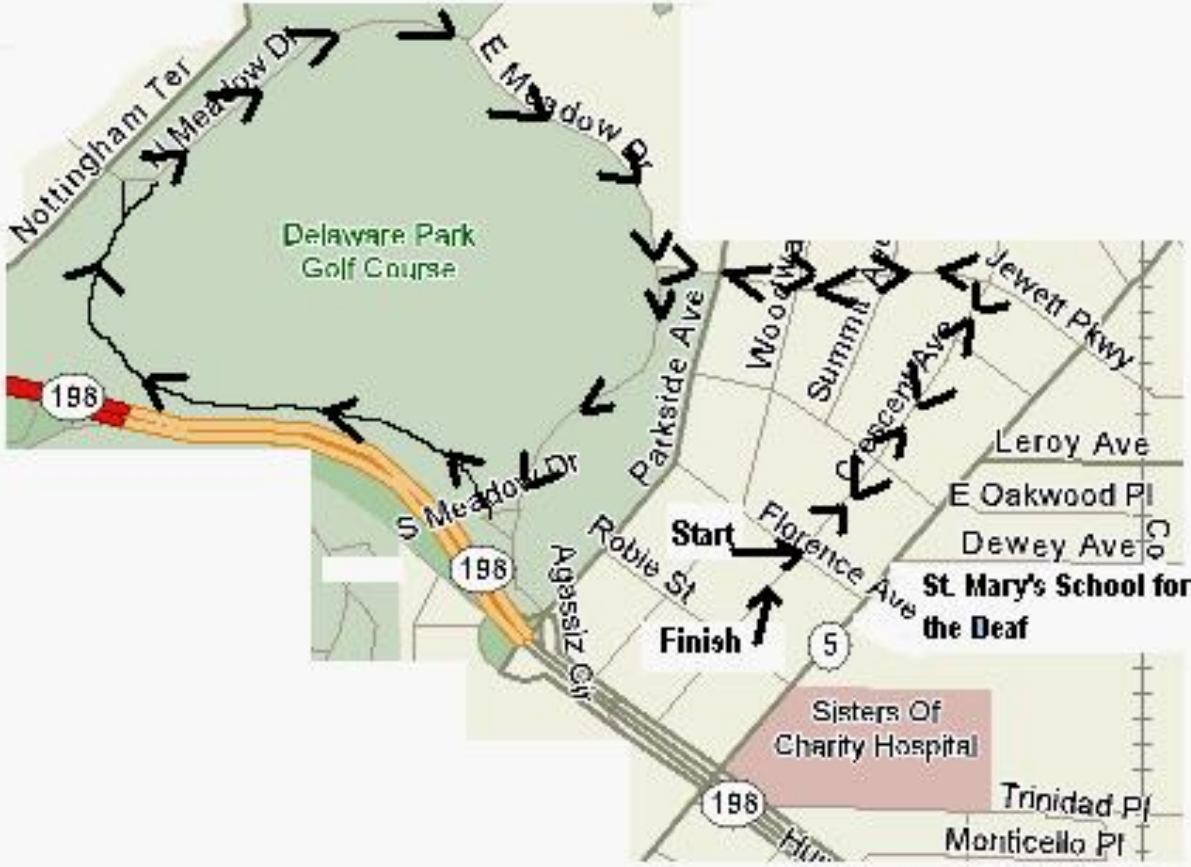 Nottingham Ter
N Meadow Dr
E Meadow Dr
Delaware Park
Golf Course
Jewett Pkwy
Parkside Ave
Summit
Crescent Ave
198
S Meadow Dr
Leroy Ave
E Oakwood Pl
Dewey Ave
Co
Start
Florence Ave
Robie St
198
Agassiz Cir
St. Mary's School for
the Deaf
Finish
5
Sisters Of
Charity Hospital
198
Trinidad Pl
Monticello Pl